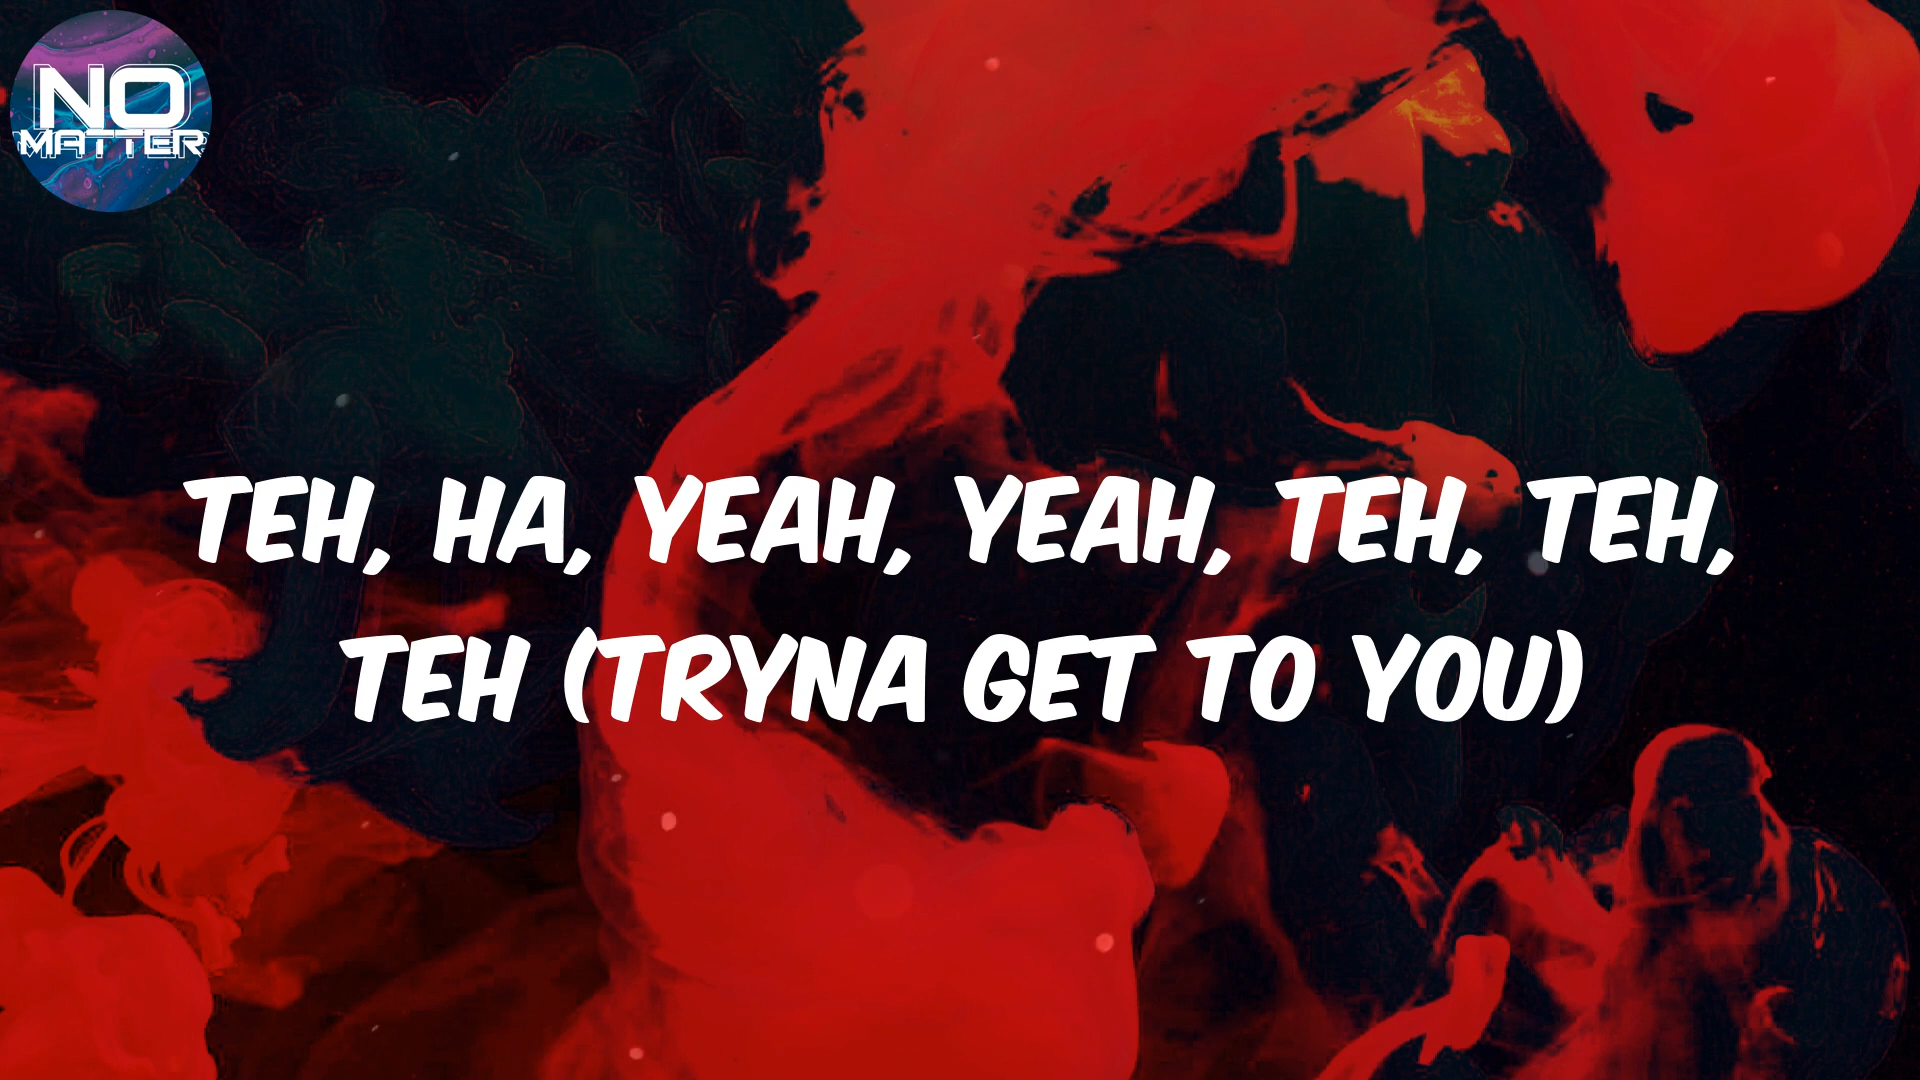 NO
MATTER
TEH, HA, YEAH, YEAH, TEH, TEH,
TEH (TRYNA GET TO YOU)